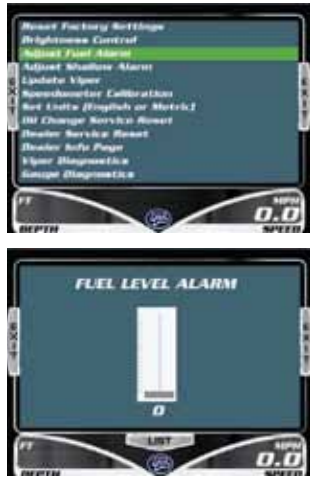 Reset Factory Settings
Brightness Control
Adjust Fuel Alarm
Adjust Shallow Alarm
Update Viper
Speedometer Calibration
Set Units (English or Metric)
Oil Change Service Reset
Dealer Service Reset
Dealer Info Page
Viper Diagnostics
Gauge Diagnostics
EXIT
EXIT
FT
MPH
0.0
DEPTH
SPEED
FUEL LEVEL ALARM
EXIT
EXIT
0
LIST
FT
MPH
0.0
DEPTH
SPEED